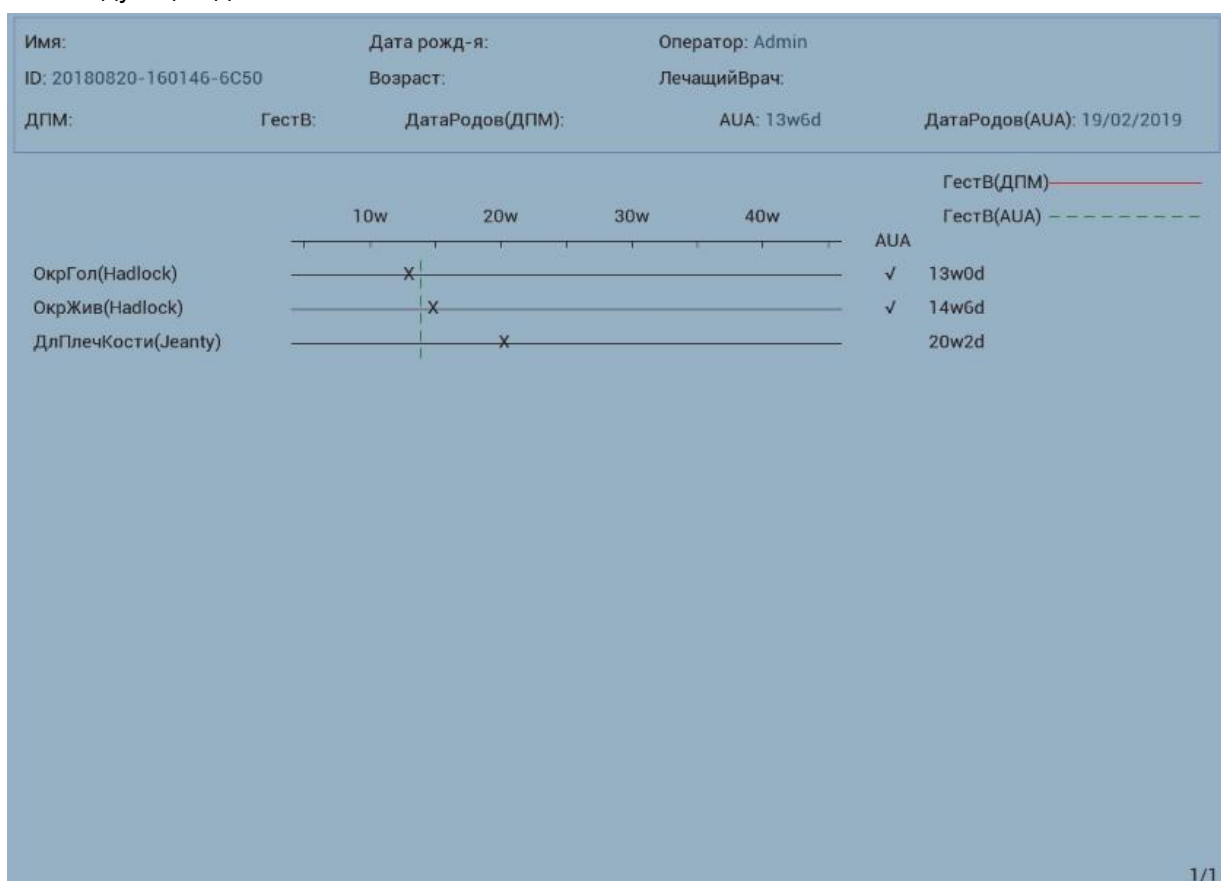 Имя: Дата рожд-я: Оператор: Admin
ID: 20180820-160146-6C50 Возраст: ЛечащийВрач:
ДПМ: ГестВ: ДатаРодов(ДПМ): AUA: 13w6d ДатаРодов(AUA): 19/02/2019
ГестВ(ДПМ)
10w 20w 30w 40w ГестВ(AUA)
AUA
ОкрГол(Hadlock) X √ 13w0d
ОкрЖив(Hadlock) X √ 14w6d
ДлПлечКости(Jeanty) X 20w2d
1/1